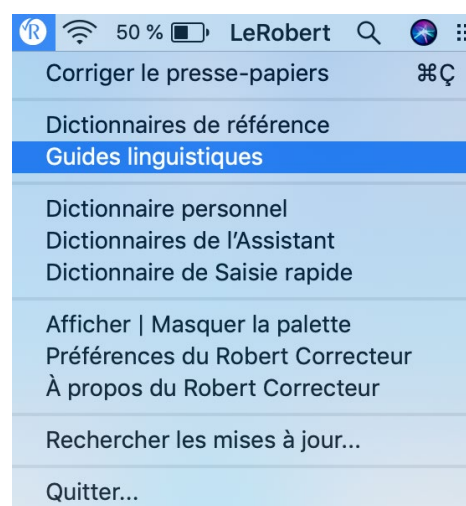 R 50 % LeRobert
Corriger le presse-papiers ⌘Ç
Dictionnaires de référence
Guides linguistiques
Dictionnaire personnel
Dictionnaires de l’Assistant
Dictionnaire de Saisie rapide
Afficher | Masquer la palette
Préférences du Robert Correcteur
À propos du Robert Correcteur
Rechercher les mises à jour...
Quitter...